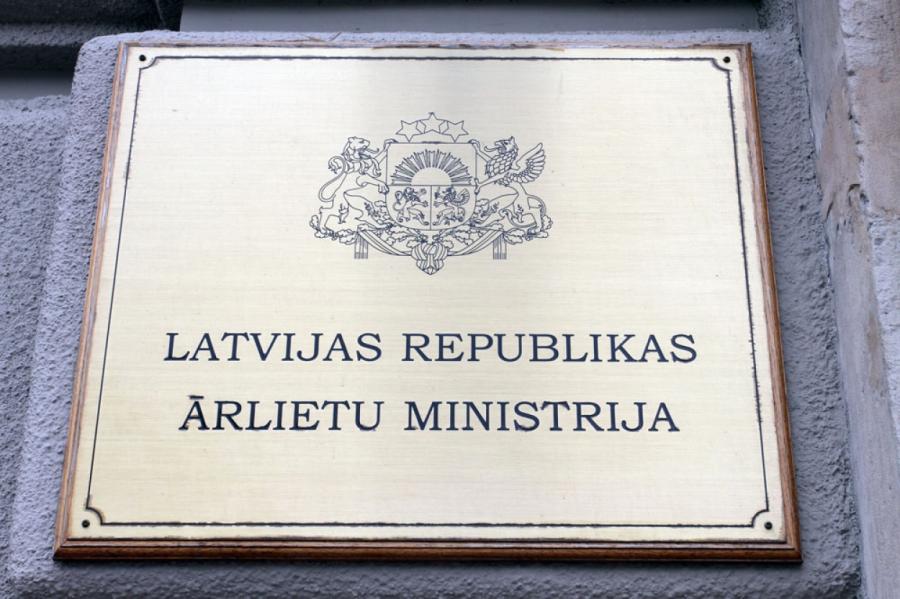 LATVIJAS REPUBLIKAS
ĀRLIETU MINISTRIJA